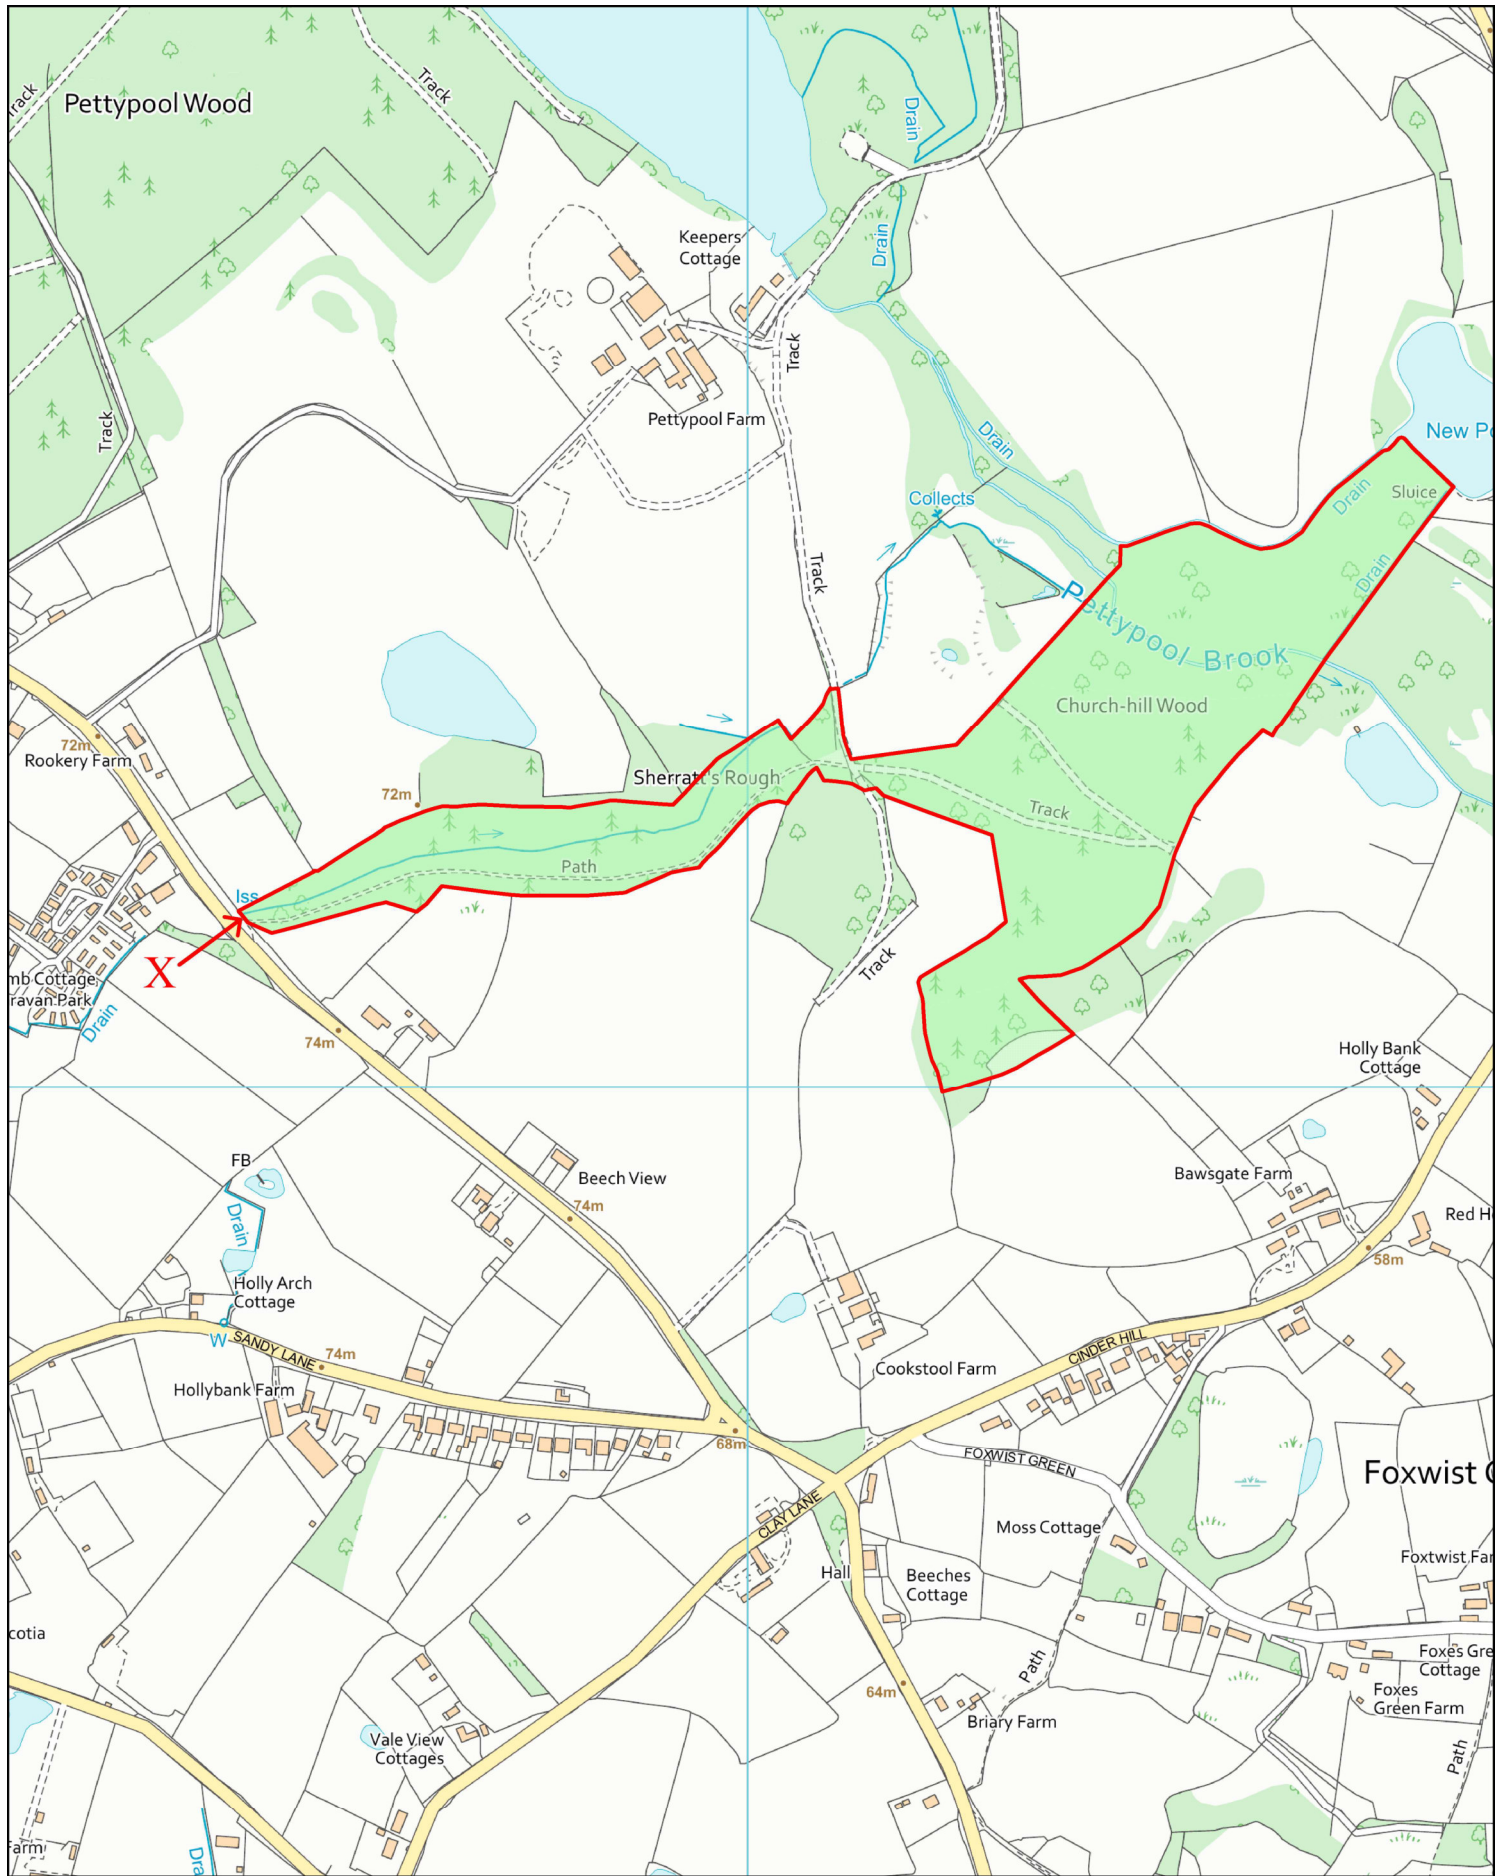 Track
Pettypool Wood
Track
Drain
Keepers
Cottage
Drain
Track
Pettypool Farm
Track
Drain
New Po
Collects
Drain
Sluice
Track
Drain
Pettypool Brook
Church-hill Wood
72m
Rookery Farm
72m
Sherratt's Rough
Track
Path
Iss
X
mb Cottage
ravan Park
Drain
Track
74m
Holly Bank
Cottage
FB
Beech View
Bawsgate Farm
74m
Drain
Red H
58m
Holly Arch
Cottage
W
SANDY LANE
74m
CINDER HILL
Cookstool Farm
Hollybank Farm
68m
FOXWIST GREEN
Foxwist G
CLAY LANE
Moss Cottage
Hall
Beeches
Cottage
Foxtwist Far
cotia
Path
Foxes Gre
Cottage
64m
Foxes
Green Farm
Briary Farm
Vale View
Cottages
Path
Farm
Dra